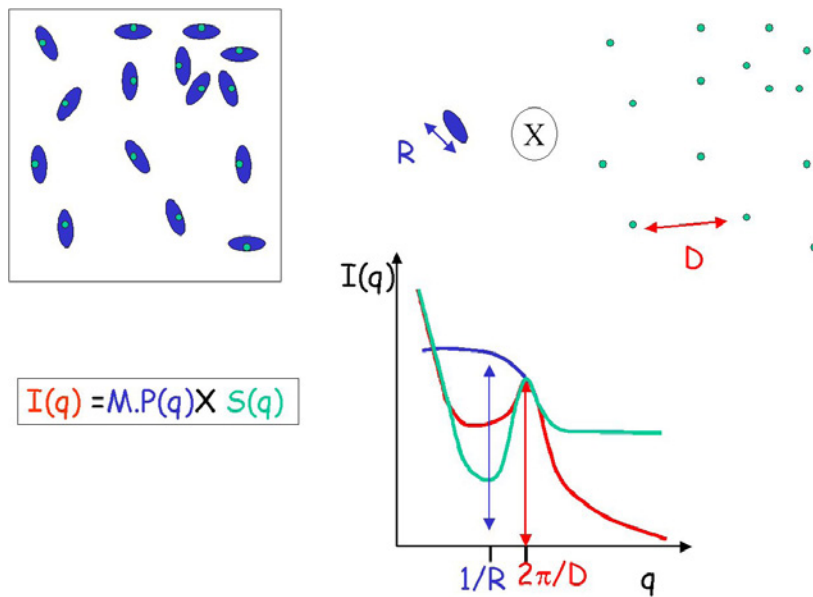 R
X
D
I(q)
I(q) =M.P(q)X S(q)
1/R
2π/D
q